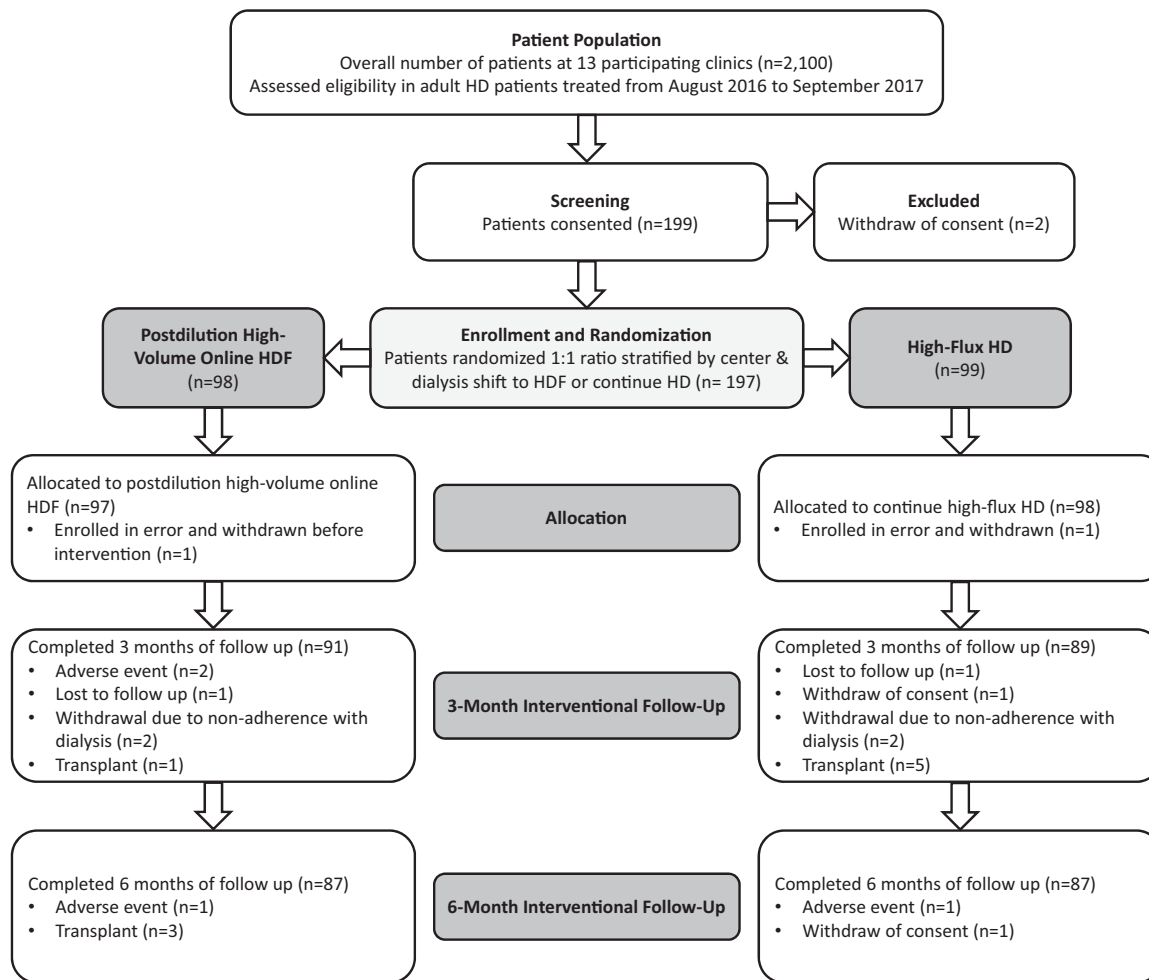 Patient Population
Overall number of patients at 13 participating clinics (n=2,100)
Assessed eligibility in adult HD patients treated from August 2016 to September 2017
Screening
Patients consented (n=199)
Excluded
Withdraw of consent (n=2)
Postdilution High-
Volume Online HDF
(n=98)
Enrollment and Randomization
Patients randomized 1:1 ratio stratified by center &
dialysis shift to HDF or continue HD (n= 197)
High-Flux HD
(n=99)
Allocated to postdilution high-volume online
HDF (n=97)
• Enrolled in error and withdrawn before
intervention (n=1)
Allocation
Allocated to continue high-flux HD (n=98)
• Enrolled in error and withdrawn (n=1)
Completed 3 months of follow up (n=91)
• Adverse event (n=2)
• Lost to follow up (n=1)
• Withdrawal due to non-adherence with
dialysis (n=2)
• Transplant (n=1)
3-Month Interventional Follow-Up
Completed 3 months of follow up (n=89)
• Lost to follow up (n=1)
• Withdraw of consent (n=1)
• Withdrawal due to non-adherence with
dialysis (n=2)
• Transplant (n=5)
Completed 6 months of follow up (n=87)
• Adverse event (n=1)
• Transplant (n=3)
6-Month Interventional Follow-Up
Completed 6 months of follow up (n=87)
• Adverse event (n=1)
• Withdraw of consent (n=1)